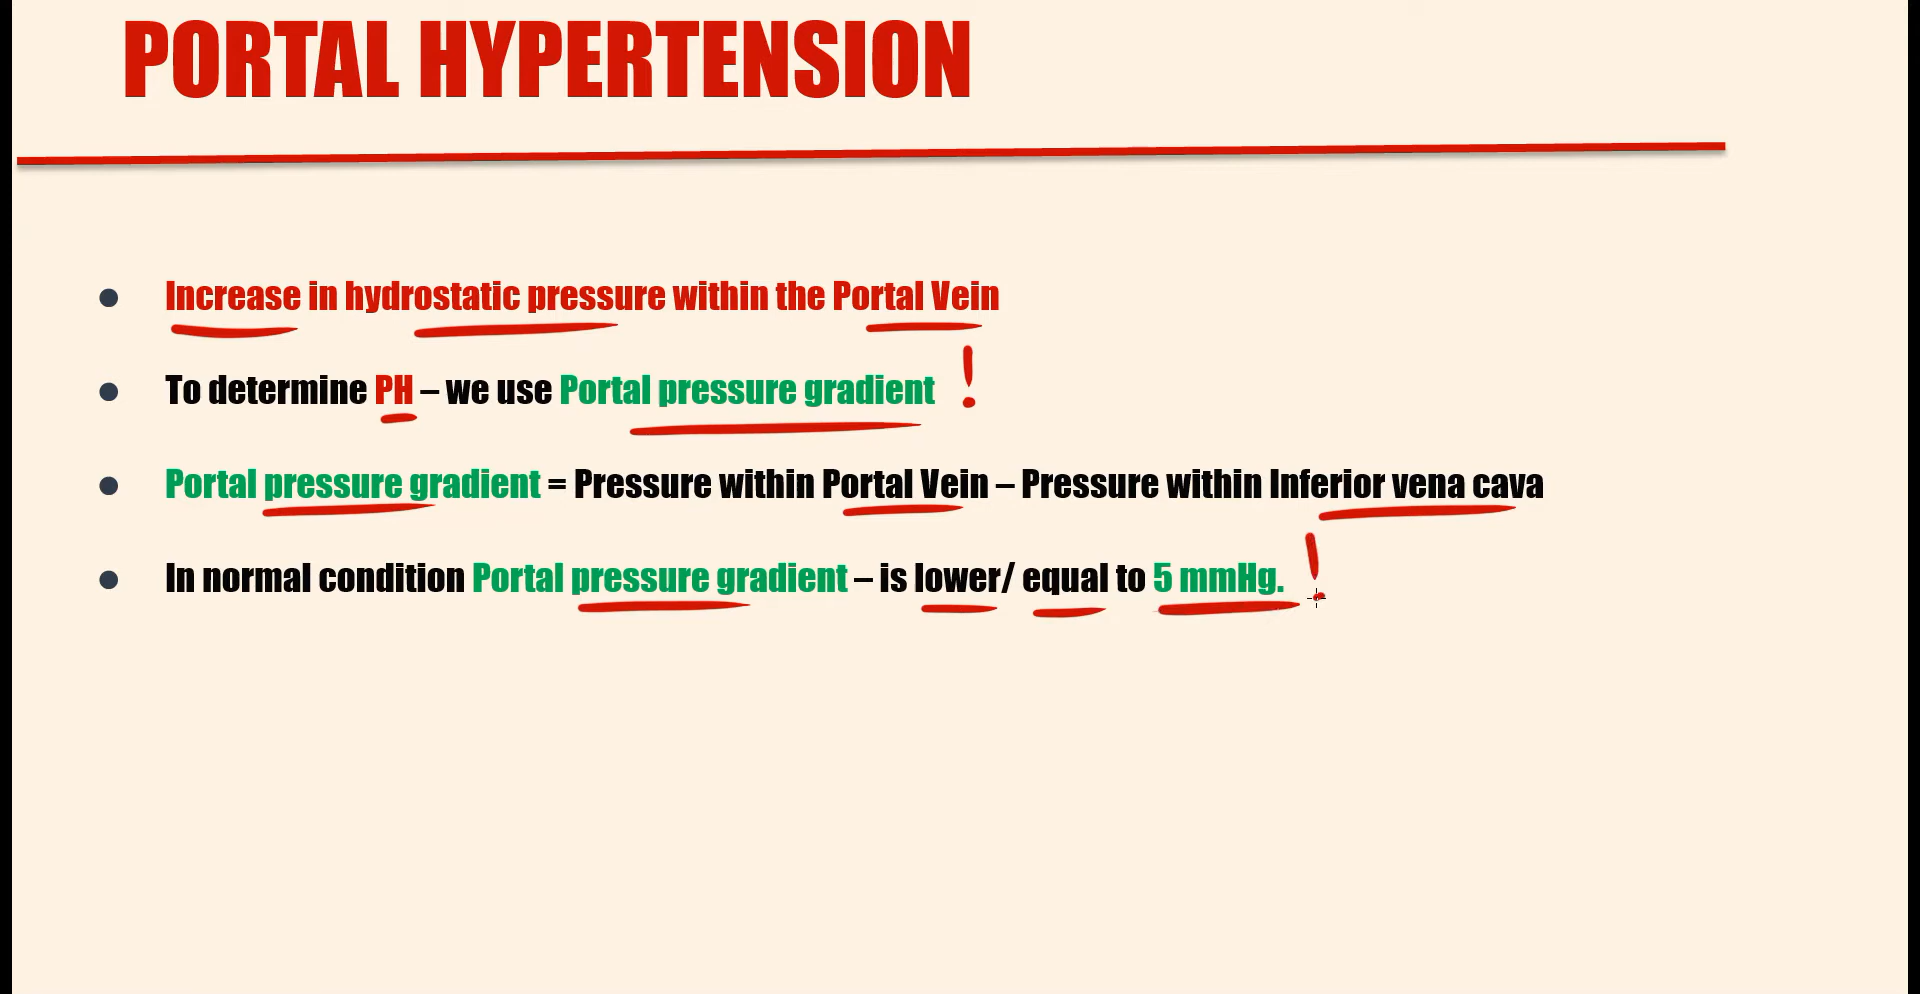 PORTAL HYPERTENSION
Increase in hydrostatic pressure within the Portal Vein
To determine PH – we use Portal pressure gradient !
Portal pressure gradient = Pressure within Portal Vein – Pressure within Inferior vena cava
In normal condition Portal pressure gradient – is lower/ equal to 5 mmHg. !